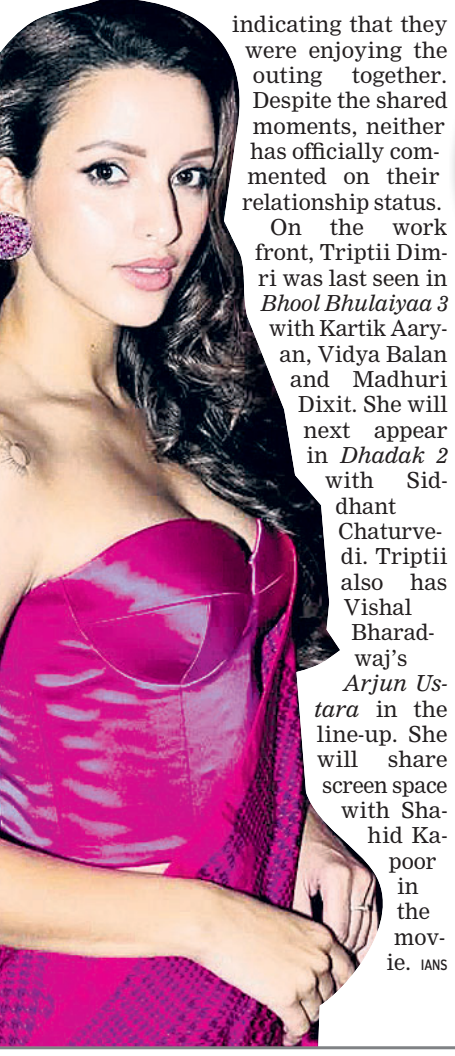 indicating that they
were enjoying the
outing together.
Despite the shared
moments, neither
has officially com-
mented on their
relationship status.
On the work
front, Triptii Dim-
ri was last seen in
Bhool Bhulaiyaa 3
with Kartik Aary-
an, Vidya Balan
and Madhuri
Dixit. She will
next appear
in Dhadak 2
with Sid-
dhant
Chaturve-
di. Triptii
also has
Vishal
Bharad-
waj's
Arjun Us-
tara in the
line-up. She
will share
screen space
with Sha-
hid Ka-
poor
in
the
mov-
ie. IANS